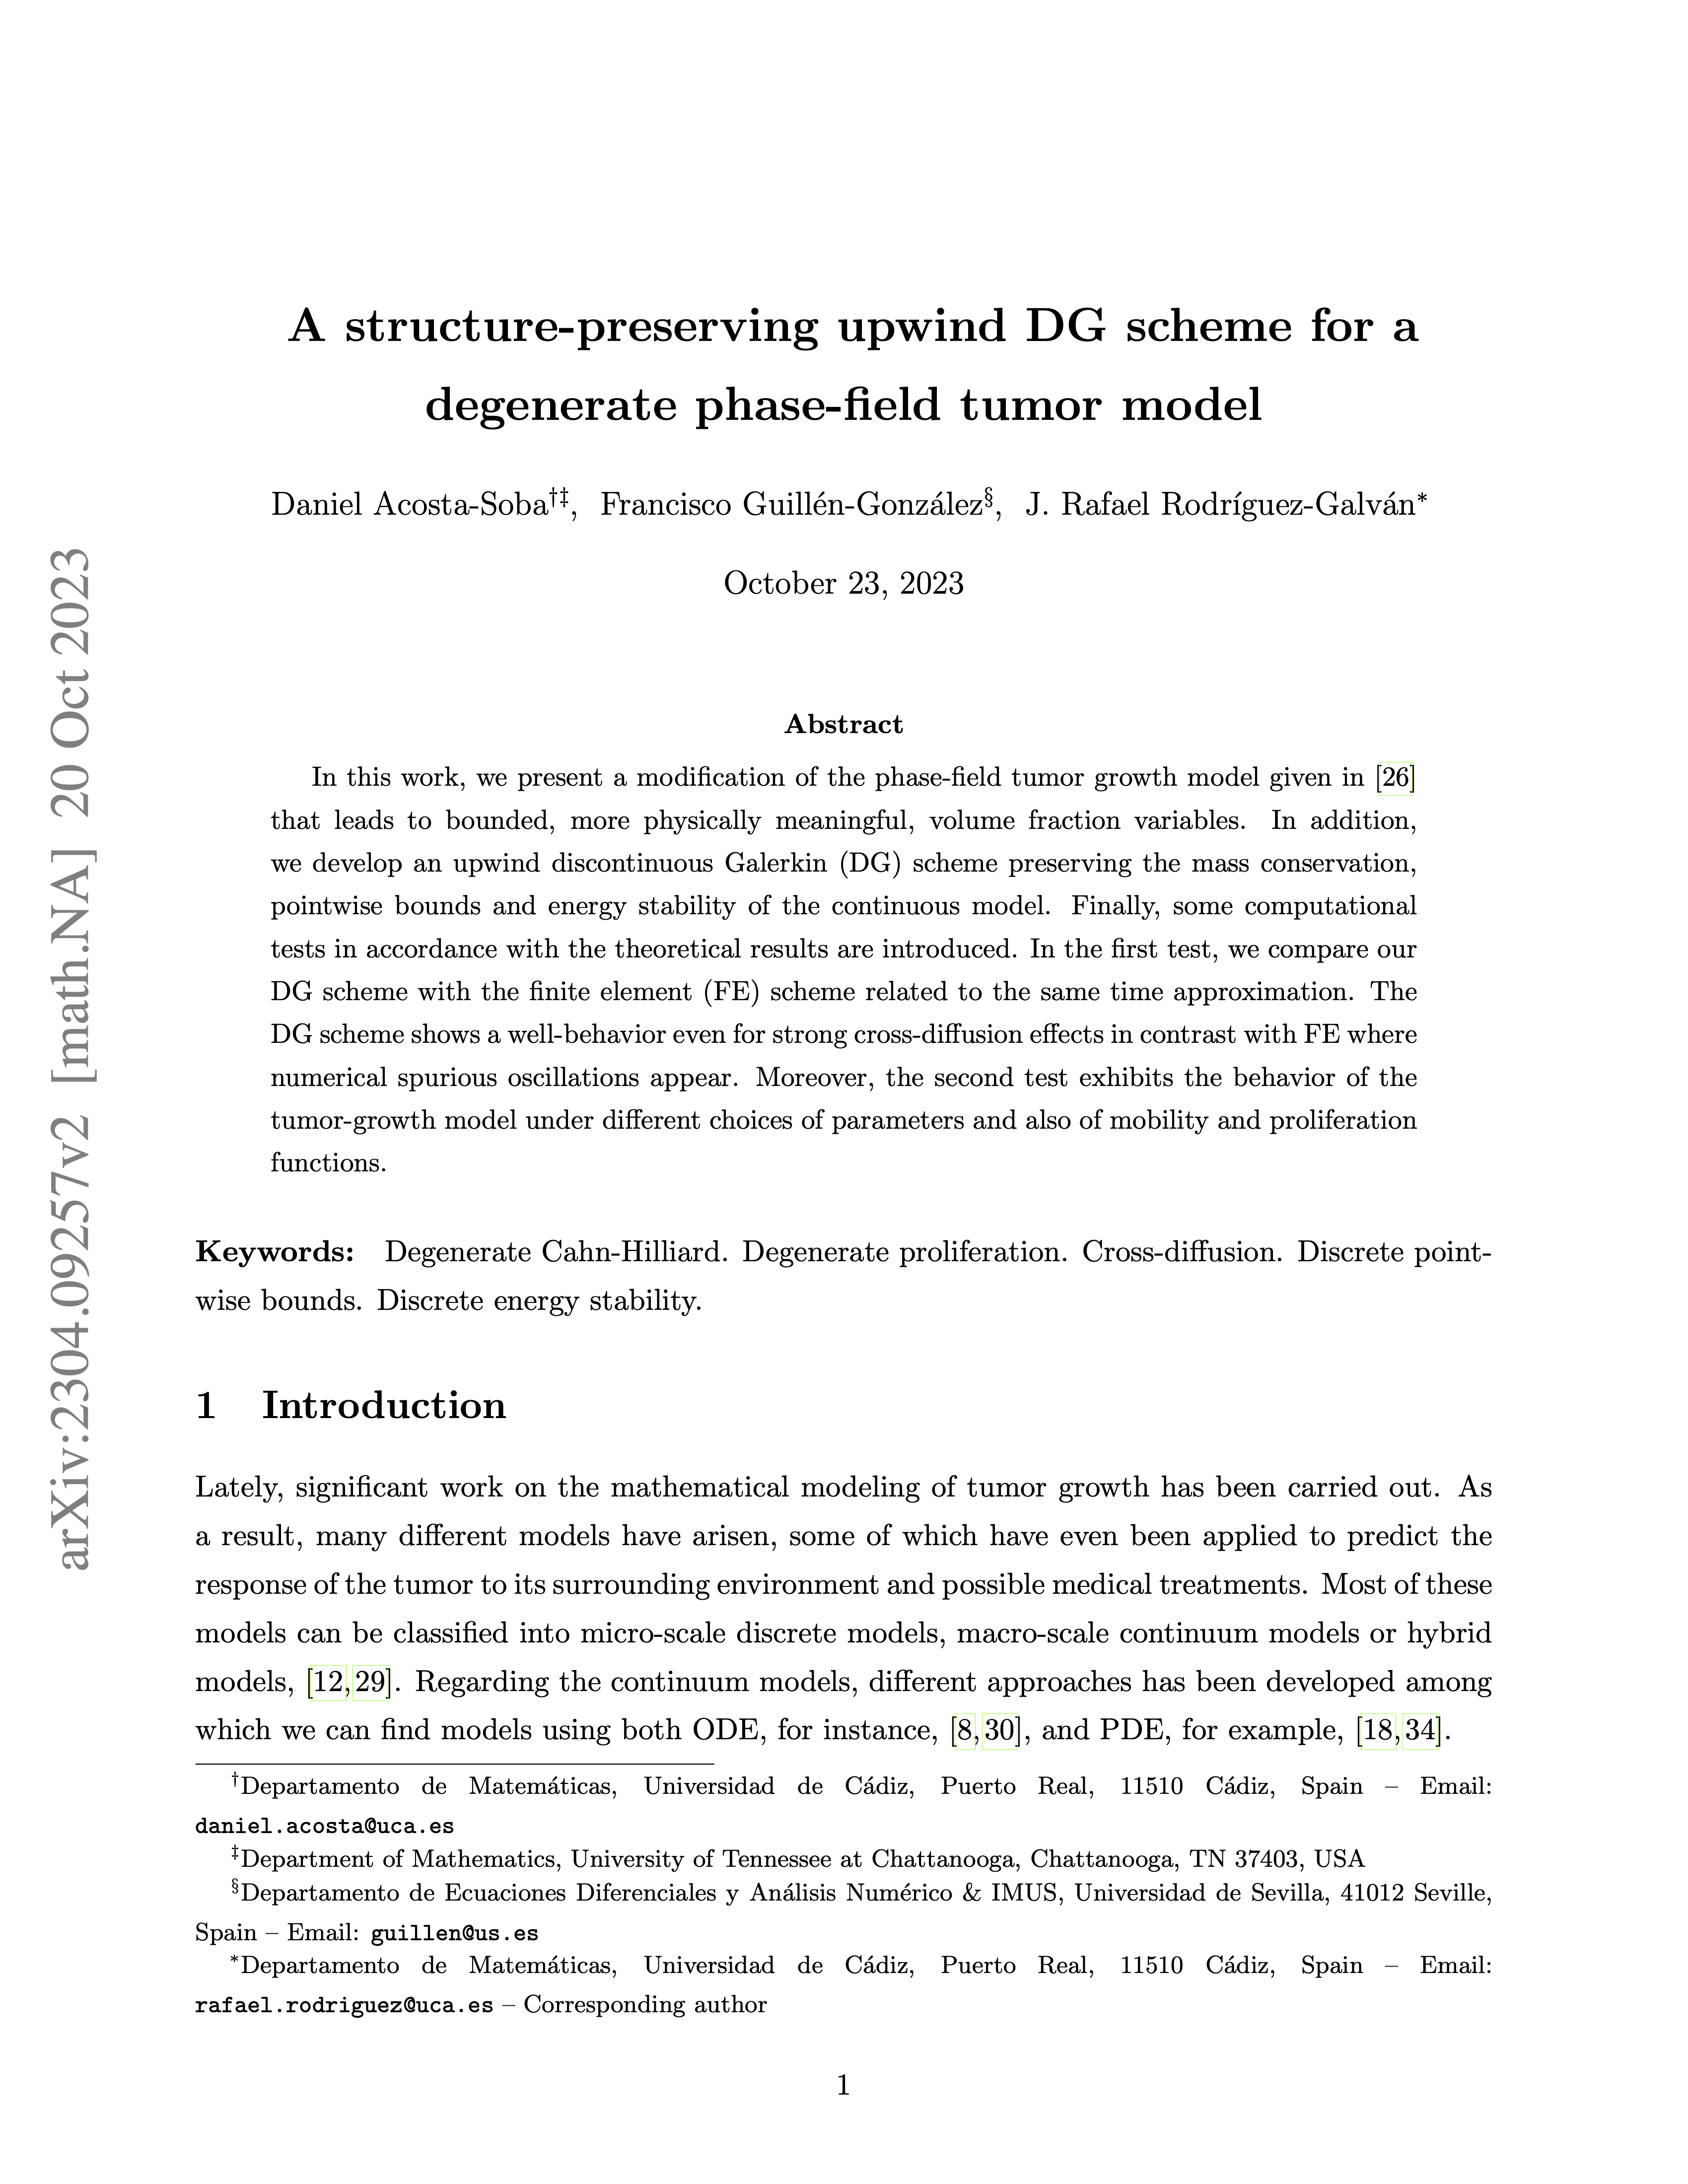 A structure-preserving upwind DG scheme for a
degenerate phase-field tumor model
Daniel Acosta-Soba†‡, Francisco Guillén-González§, J. Rafael Rodríguez-Galván*
October 23, 2023
arXiv:2304.09257v2 [math.NA] 20 Oct 2023
Abstract
In this work, we present a modification of the phase-field tumor growth model given in [26]
that leads to bounded, more physically meaningful, volume fraction variables. In addition,
we develop an upwind discontinuous Galerkin (DG) scheme preserving the mass conservation,
pointwise bounds and energy stability of the continuous model. Finally, some computational
tests in accordance with the theoretical results are introduced. In the first test, we compare our
DG scheme with the finite element (FE) scheme related to the same time approximation. The
DG scheme shows a well-behavior even for strong cross-diffusion effects in contrast with FE where
numerical spurious oscillations appear. Moreover, the second test exhibits the behavior of the
tumor-growth model under different choices of parameters and also of mobility and proliferation
functions.
Keywords: Degenerate Cahn-Hilliard. Degenerate proliferation. Cross-diffusion. Discrete point-
wise bounds. Discrete energy stability.
1 Introduction
Lately, significant work on the mathematical modeling of tumor growth has been carried out. As
a result, many different models have arisen, some of which have even been applied to predict the
response of the tumor to its surrounding environment and possible medical treatments. Most of these
models can be classified into micro-scale discrete models, macro-scale continuum models or hybrid
models, [12,29]. Regarding the continuum models, different approaches has been developed among
which we can find models using both ODE, for instance, [8,30], and PDE, for example, [18,34].
†Departamento de Matemáticas, Universidad de Cádiz, Puerto Real, 11510 Cádiz, Spain – Email:
daniel.acosta@uca.es
‡Department of Mathematics, University of Tennessee at Chattanooga, Chattanooga, TN 37403, USA
§Departamento de Ecuaciones Diferenciales y Análisis Numérico & IMUS, Universidad de Sevilla, 41012 Seville,
Spain – Email: guillen@us.es
*Departamento de Matemáticas, Universidad de Cádiz, Puerto Real, 11510 Cádiz, Spain – Email:
rafael.rodriguez@uca.es – Corresponding author
1